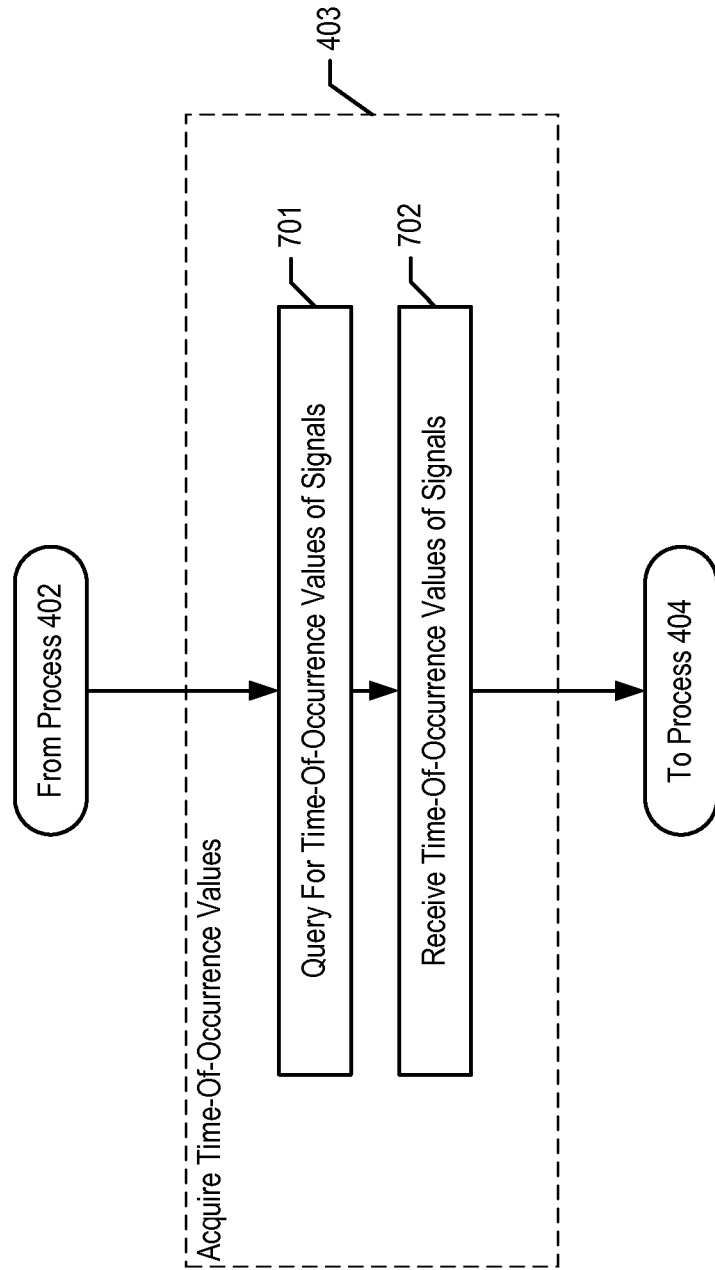 From Process 402
Acquire Time-Of-Occurrence Values
403
Query For Time-Of-Occurrence Values of Signals
701
Receive Time-Of-Occurrence Values of Signals
702
To Process 404